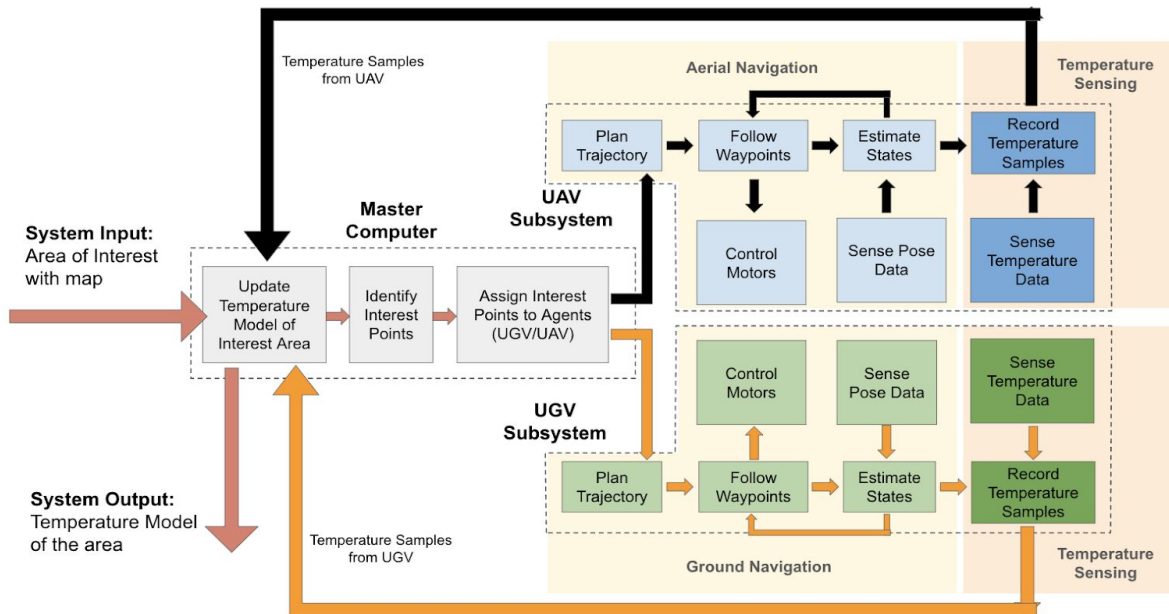 Temperature Samples
from UAV
Aerial Navigation
Temperature
Sensing
Plan
Trajectory
Follow
Waypoints
Estimate
States
Record
Temperature
Samples
UAV
Subsystem
Control
Motors
Sense Pose
Data
Sense
Temperature
Data
System Input:
Area of Interest
with map
Master
Computer
Update
Temperature
Model of
Interest Area
Identify
Interest
Points
Assign Interest
Points to Agents
(UGV/UAV)
UGV
Subsystem
Control
Motors
Sense
Pose Data
Sense
Temperature
Data
Plan
Trajectory
Follow
Waypoints
Estimate
States
Record
Temperature
Samples
System Output:
Temperature Model
of the area
Temperature Samples
from UGV
Ground Navigation
Temperature
Sensing